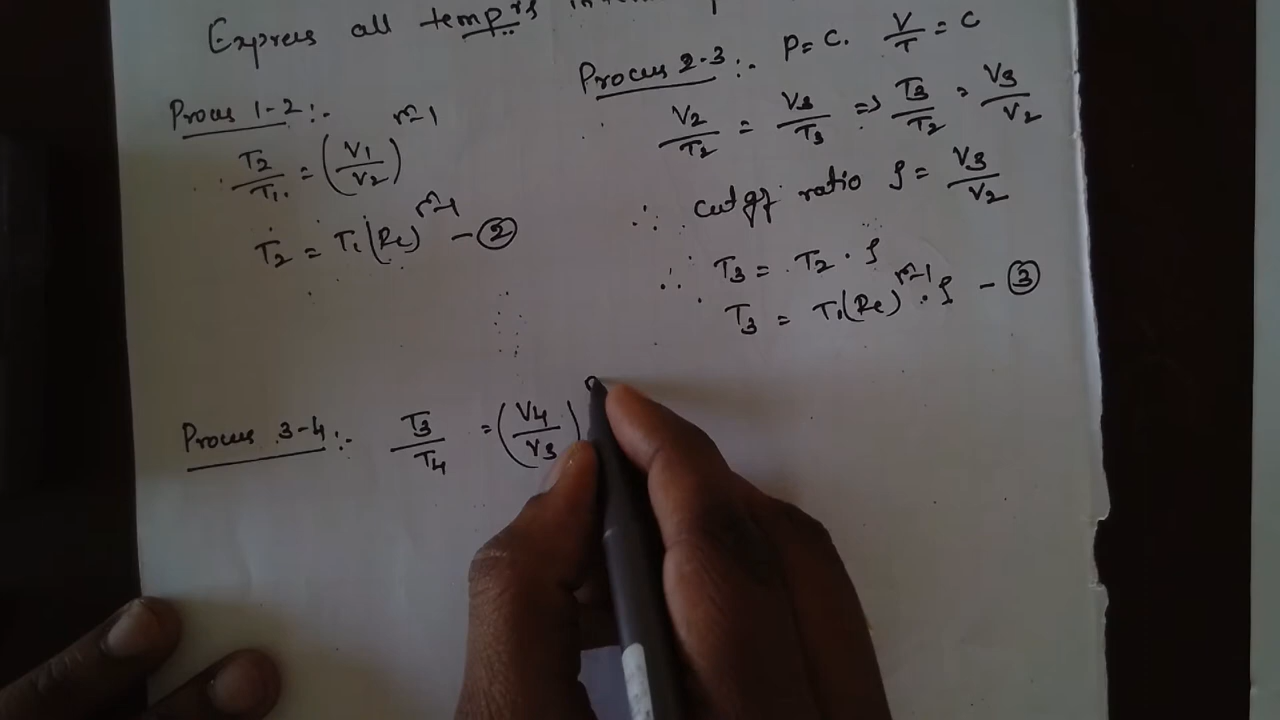 Express all temp'rs
Process 1-2 :-
T2/T1 = (V1/V2)^γ-1
T2 = T1(Rc)^γ-1 - ②
Process 2-3 :- P=C. V/T = C
V2/T2 = V3/T3 => T3/T2 = V3/V2
∴ cutoff ratio ρ = V3/V2
∴ T3 = T2 . ρ
T3 = T1(Rc)^γ-1 . ρ - ③
Process 3-4 :- T3/T4 = (V4/V3)